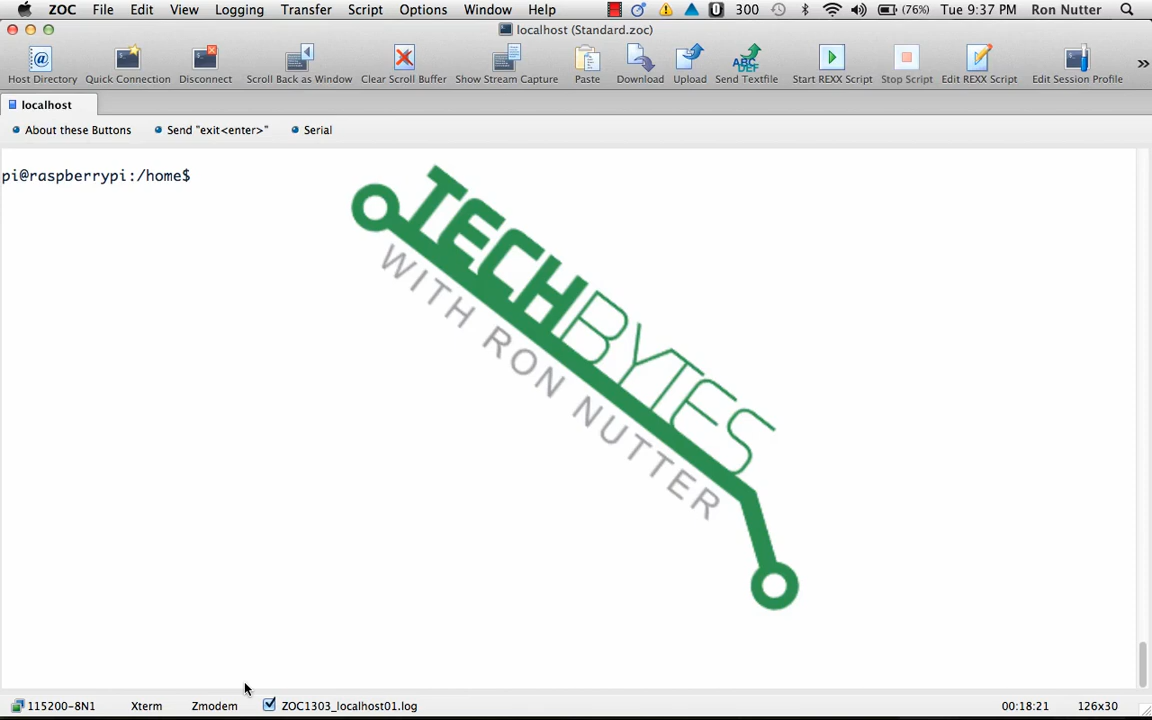 ZOC File Edit View Logging Transfer Script Options Window Help 300 (76%) Tue 9:37 PM Ron Nutter
localhost (Standard.zoc)
Host Directory Quick Connection Disconnect Scroll Back as Window Clear Scroll Buffer Show Stream Capture Paste Download Upload Send Textfile Start REXX Script Stop Script Edit REXX Script Edit Session Profile »
localhost
About these Buttons Send "exit<enter>" Serial
pi@raspberrypi:/home$
TECHBYTES
WITH RON NUTTER
115200-8N1 Xterm Zmodem ZOC1303_localhost01.log 00:18:21 126x30